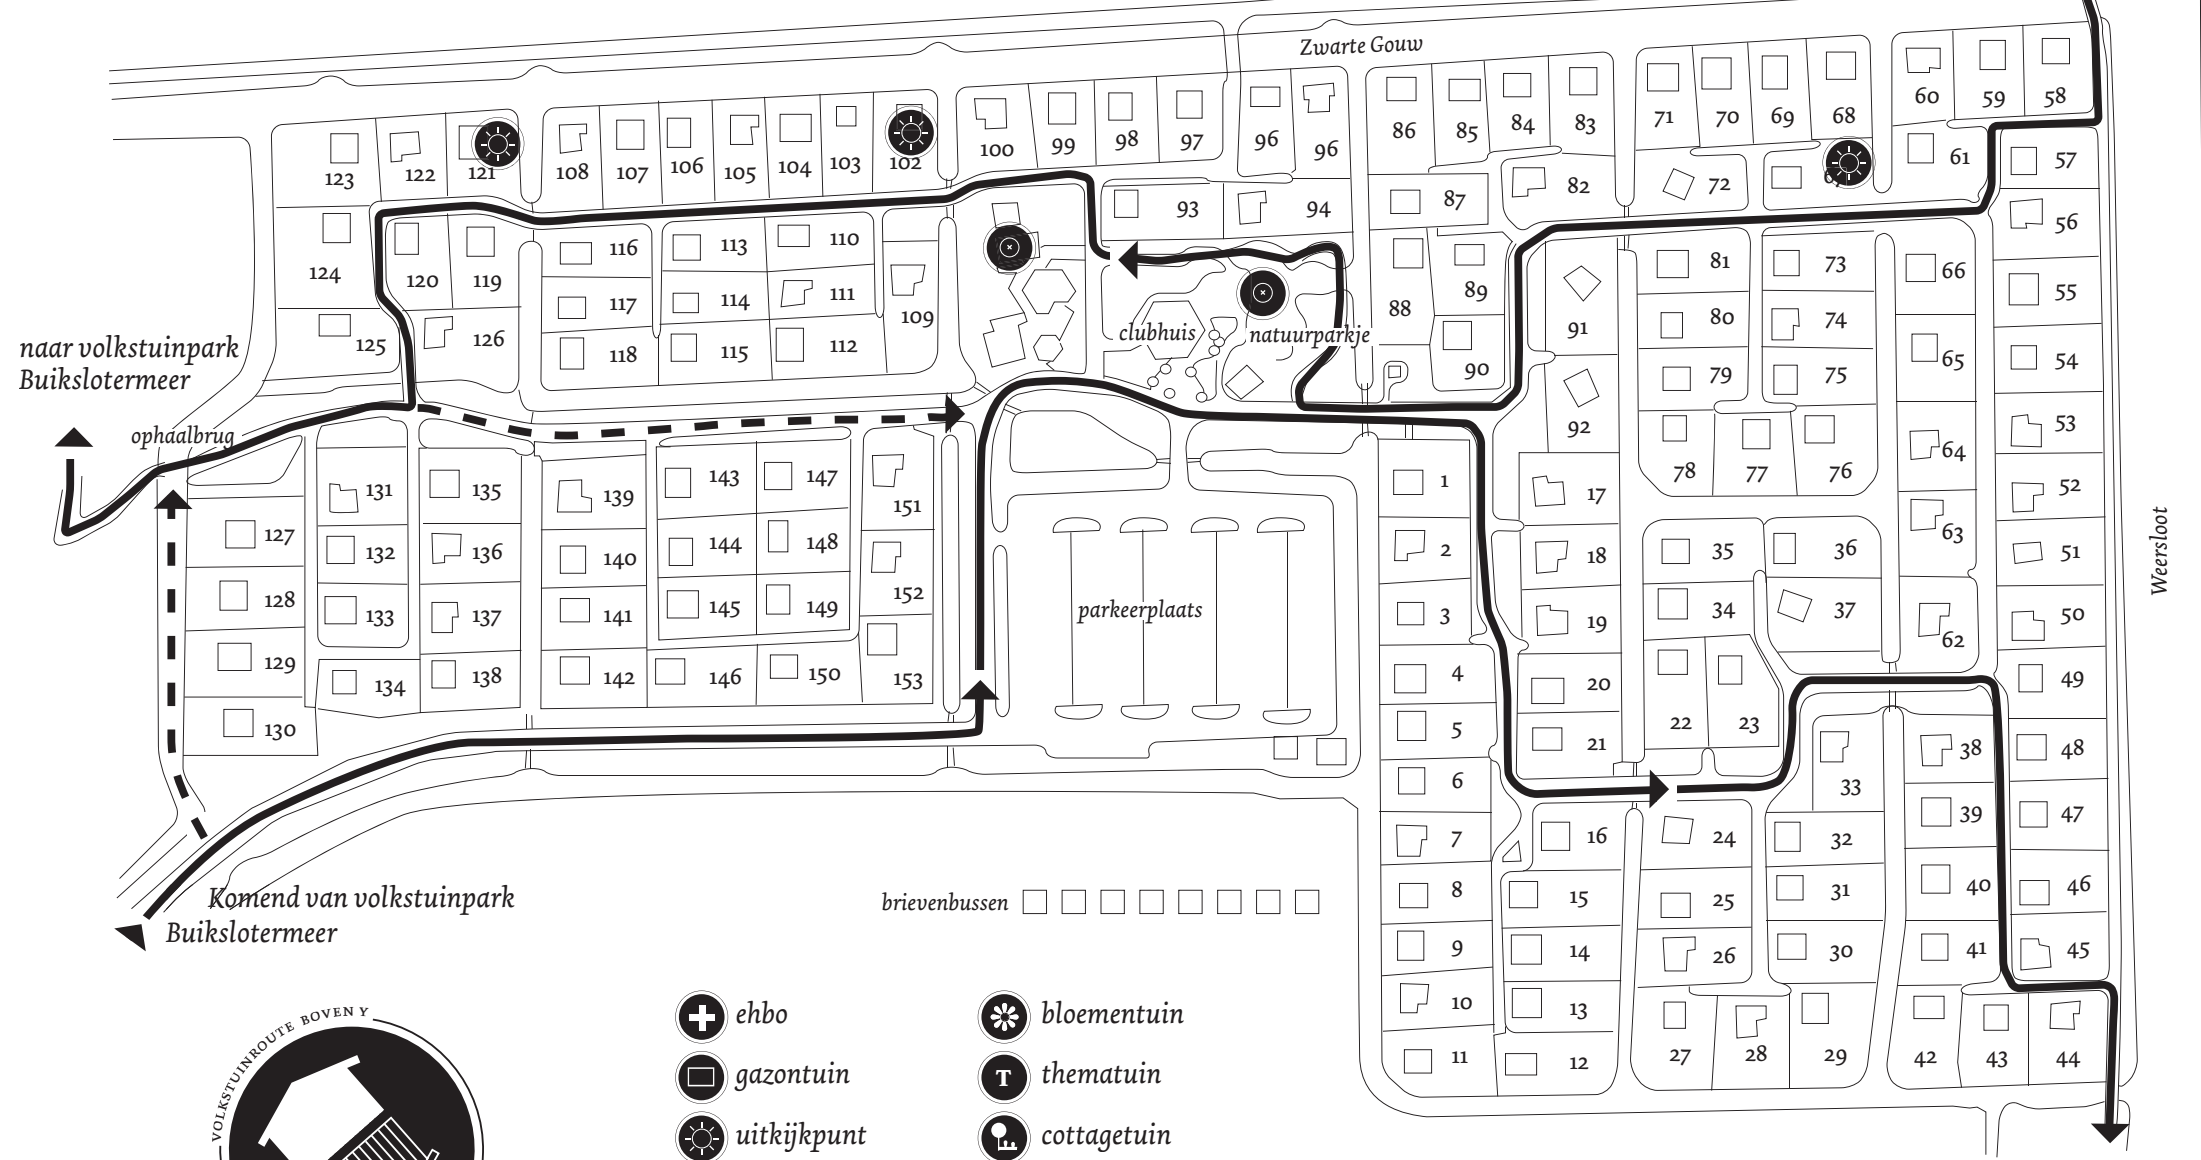 Zwarte Gouw
60 59 58
71 70 69 68
86 85 84 83
96 96
100 99 98 97
108 107 106 105 104 103 102
123 122 121
61 57
72
82
87
93 94
56
124 120 119
116 113 110
117 114 111
118 115 112
109
125 126
88 89
90
91
92
81 73
80 74
79 75
78 77 76
66
65
64
63
62
55
54
53
52
51
50
49
48
47
46
45
clubhuis
natuurparkje
naar volkstuinpark
Buikslotermeer
ophaalbrug
127
128
129
130
131
132
133
134
135
136
137
138
139
140
141
142
143 147
144 148
145 149
146 150
151
152
153
parkeerplaats
1
2
3
4
5
6
7
8
9
10
11
17
18
19
20
21
16
15
14
13
12
35 36
34 37
22 23
24
25
26
27 28 29
33
32
31
30
38
39
40
41
42 43 44
Weersloot
Komend van volkstuinpark
Buikslotermeer
brievenbussen
VOLKSTUINROUTE BOVEN Y
ehbo
bloementuin
gazontuin
T thematuin
uitkijkpunt
cottagetuin